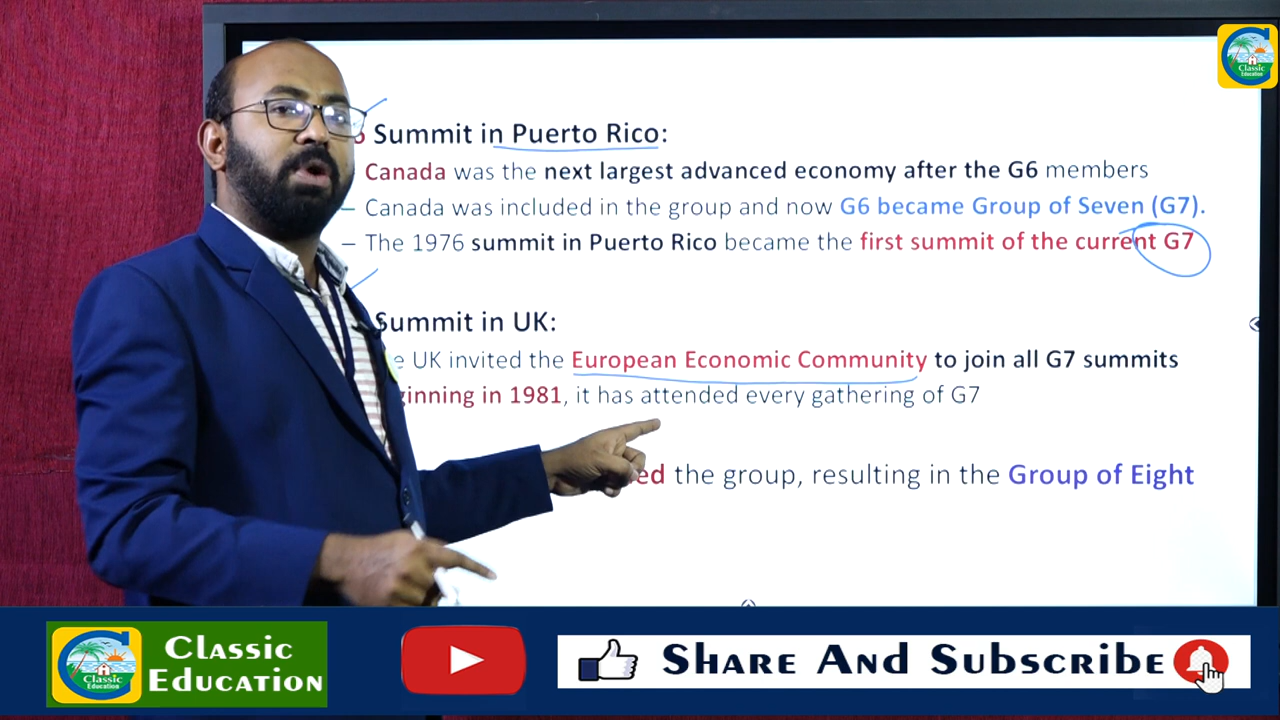 Classic
Education
Summit in Puerto Rico:
Canada was the next largest advanced economy after the G6 members
– Canada was included in the group and now G6 became Group of Seven (G7).
– The 1976 summit in Puerto Rico became the first summit of the current G7
Summit in UK:
UK invited the European Economic Community to join all G7 summits
in 1981, it has attended every gathering of G7
the group, resulting in the Group of Eight
Classic
Education
Classic
Education
Share And Subscribe